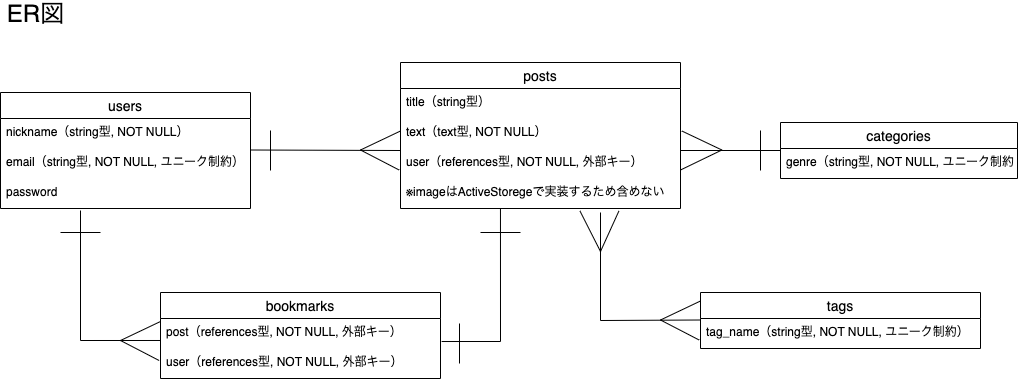 ER図
users
nickname（string型, NOT NULL）
email（string型, NOT NULL, ユニーク制約）
password
posts
title（string型）
text（text型, NOT NULL）
user（references型, NOT NULL, 外部キー）
※imageはActiveStoregeで実装するため含めない
categories
genre（string型, NOT NULL, ユニーク制約
bookmarks
post（references型, NOT NULL, 外部キー）
user（references型, NOT NULL, 外部キー）
tags
tag_name（string型, NOT NULL, ユニーク制約）